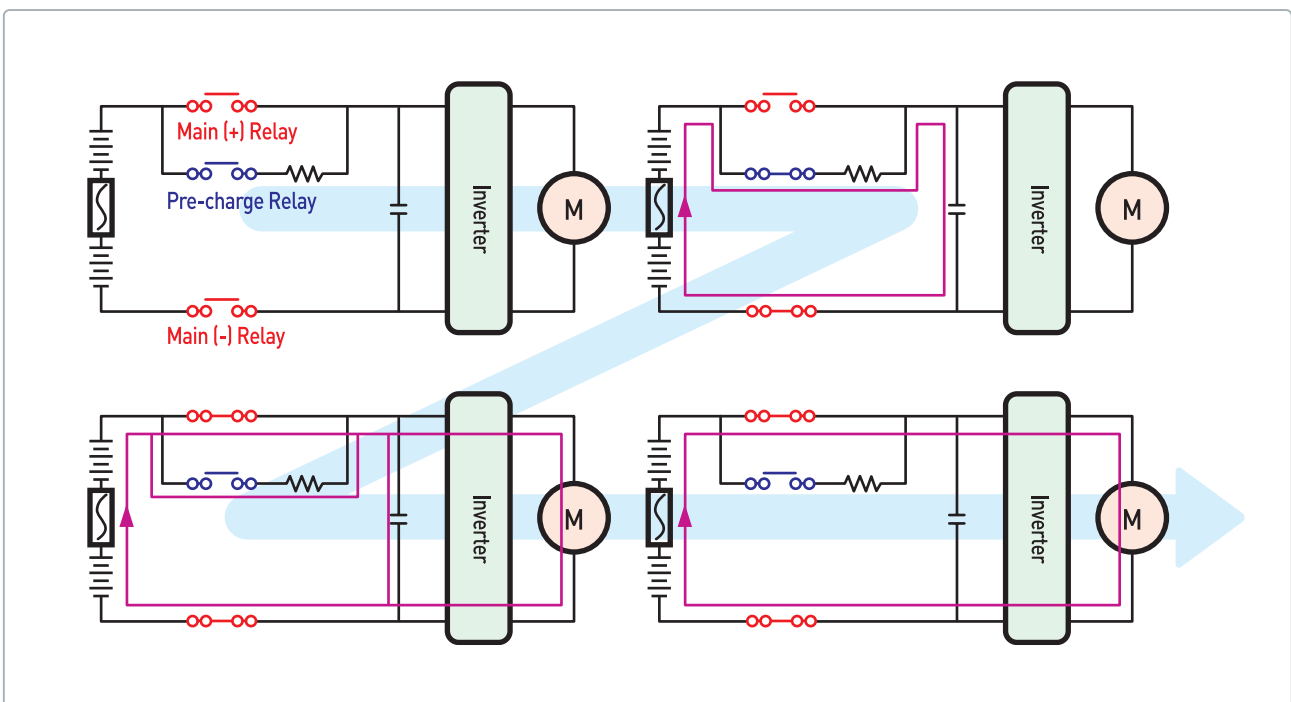 Main (+) Relay
Pre-charge Relay
Inverter
M
Main (-) Relay
Inverter
M
Inverter
M
Inverter
M